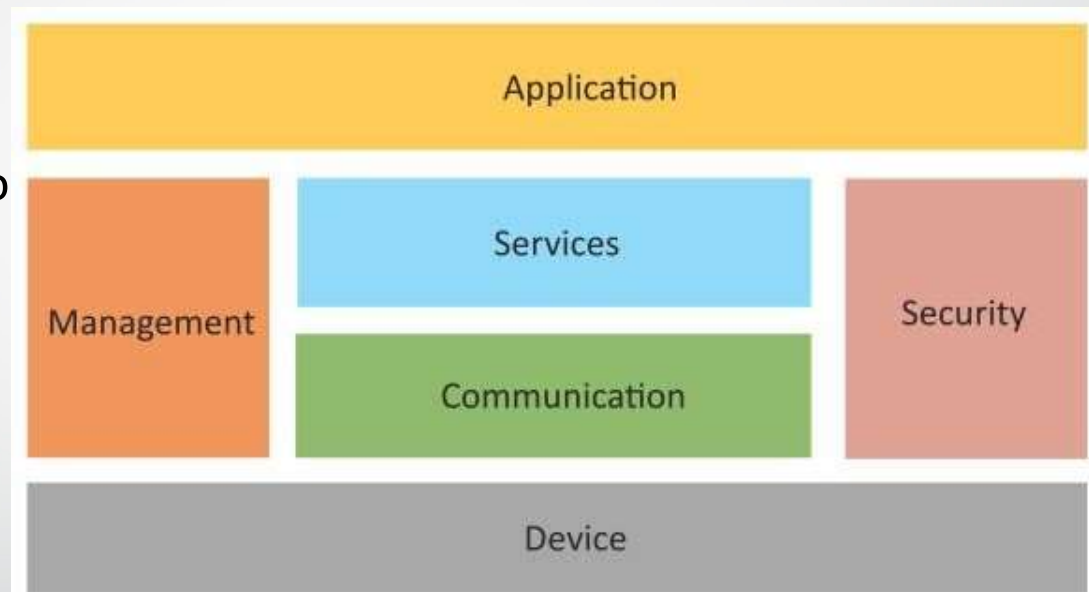 Application
Services
Management
Security
Communication
Device